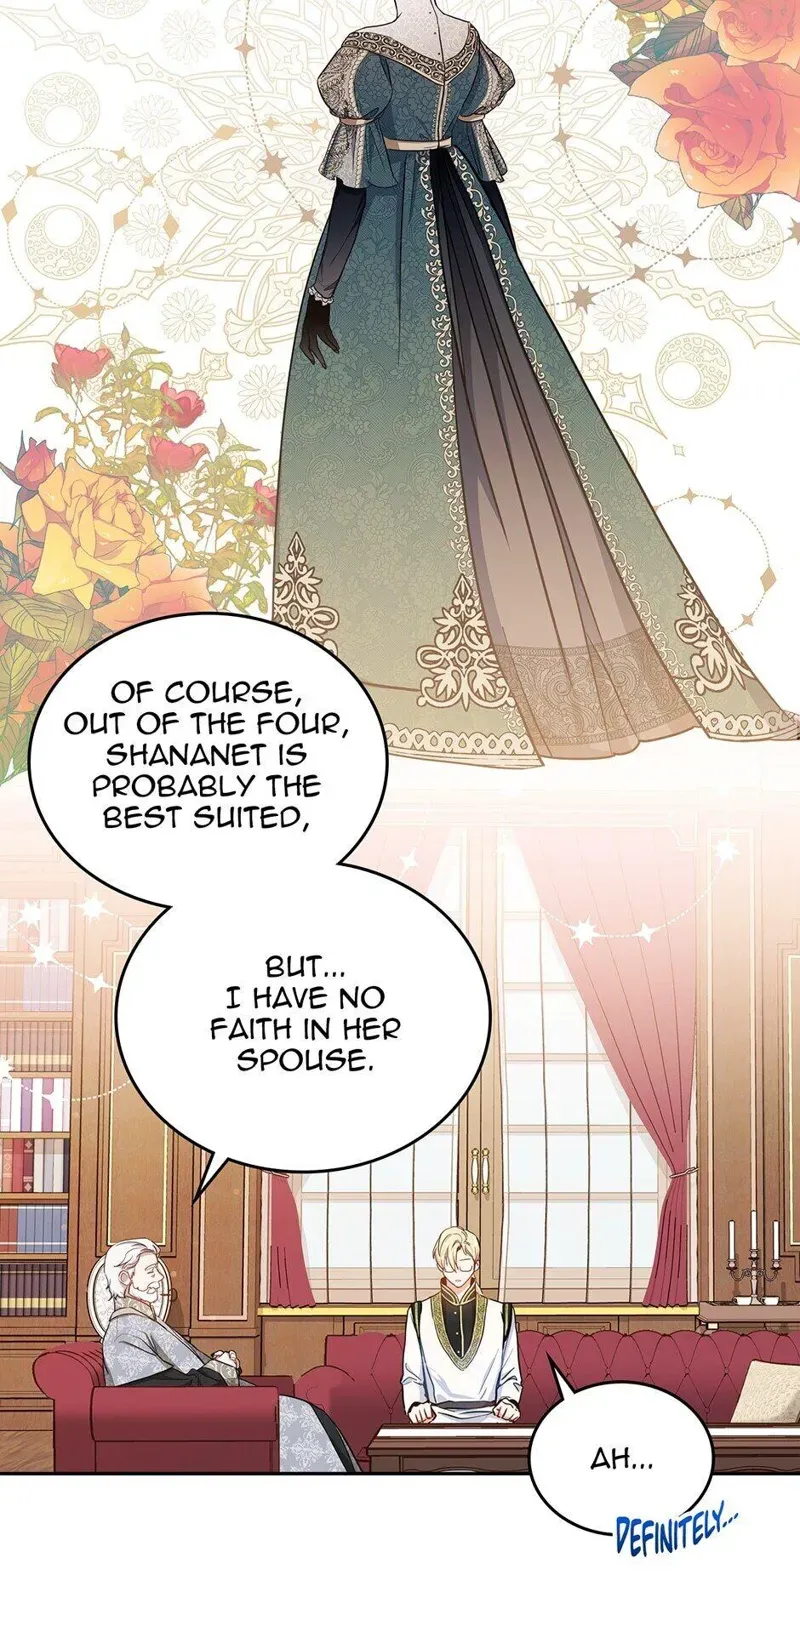 OF COURSE,
OUT OF THE FOUR,
SHANANET IS
PROBABLY THE
BEST SUITED,
BUT...
I HAVE NO
FAITH IN HER
SPOUSE.
AH...
DEFINITELY...